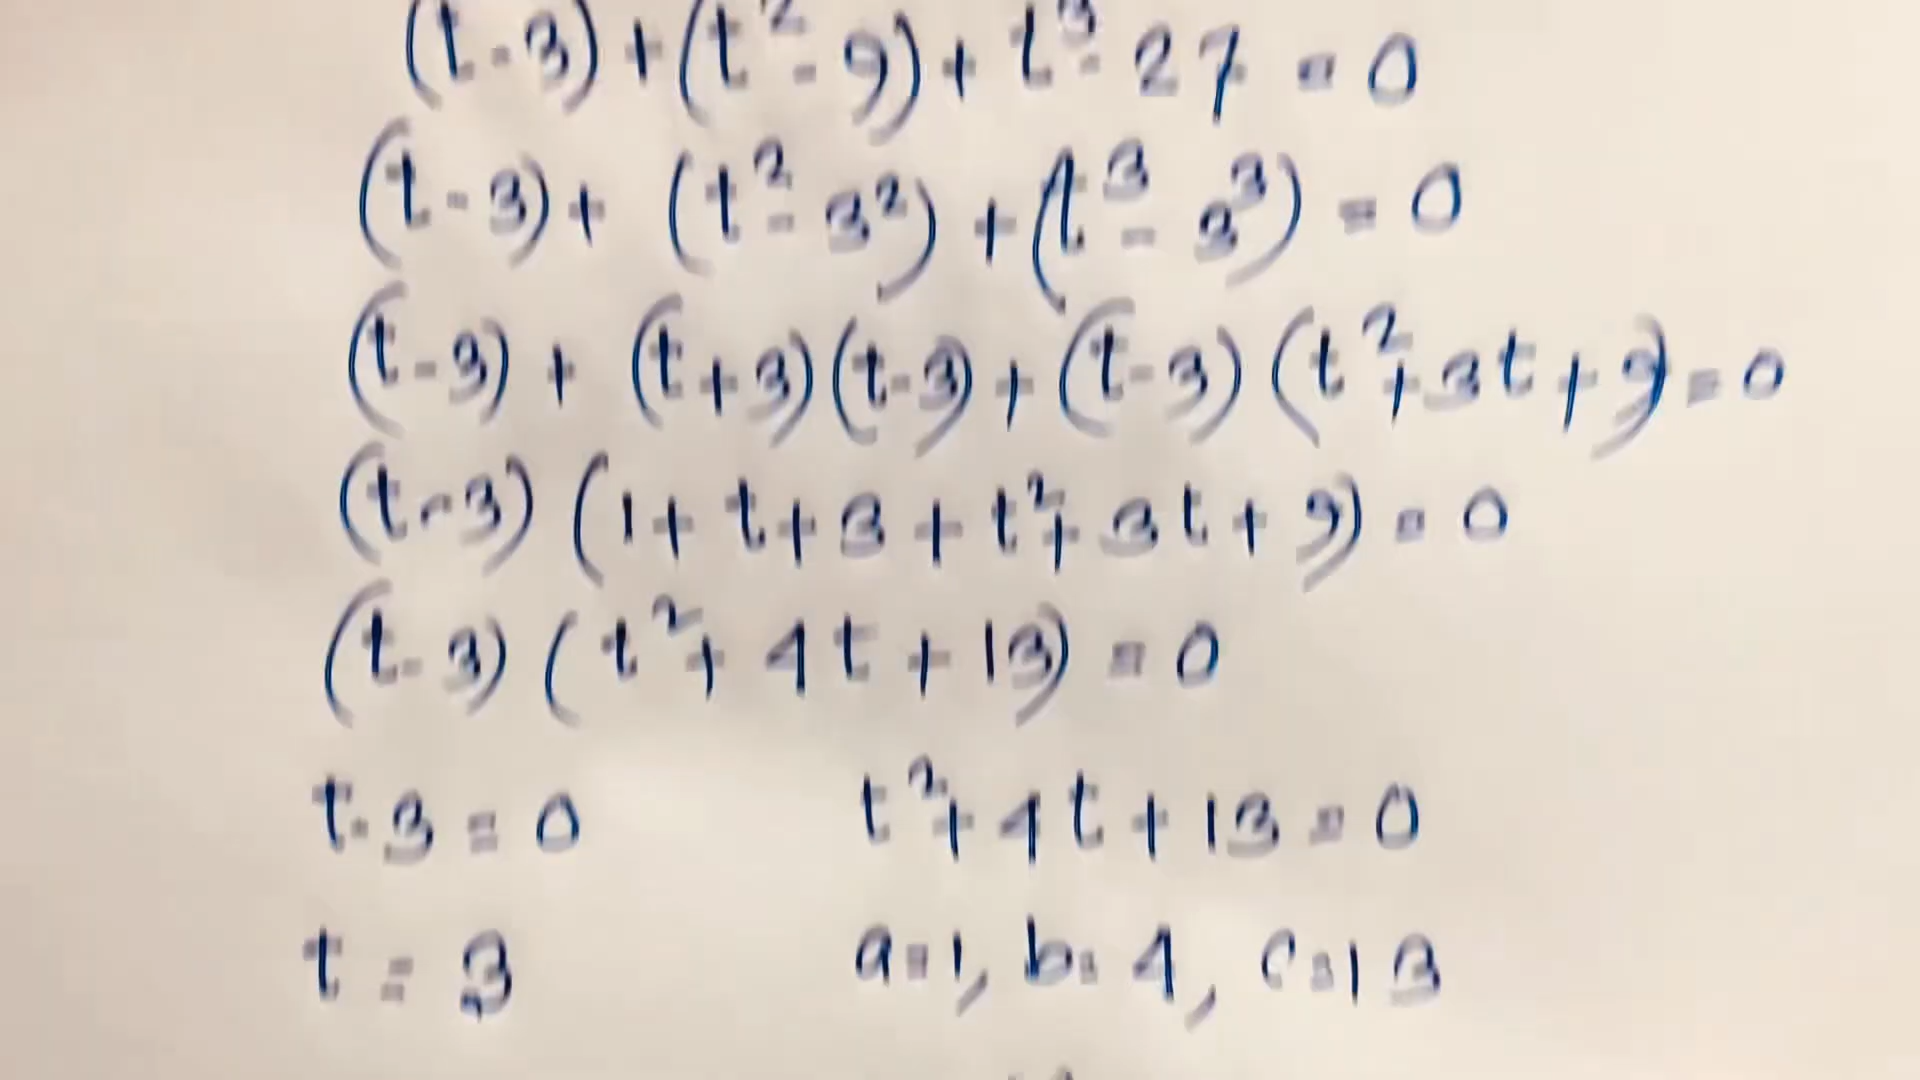 (t-3)+(t²-9)+t³-27=0
(t-3)+(t²-3²)+(t³-3³)=0
(t-3)+(t+3)(t-3)+(t-3)(t²+3t+9)=0
(t-3)(1+t+3+t²+3t+9)=0
(t-3)(t²+4t+13)=0
t-3=0 t²+4t+13=0
t=3 a=1, b=4, c=13